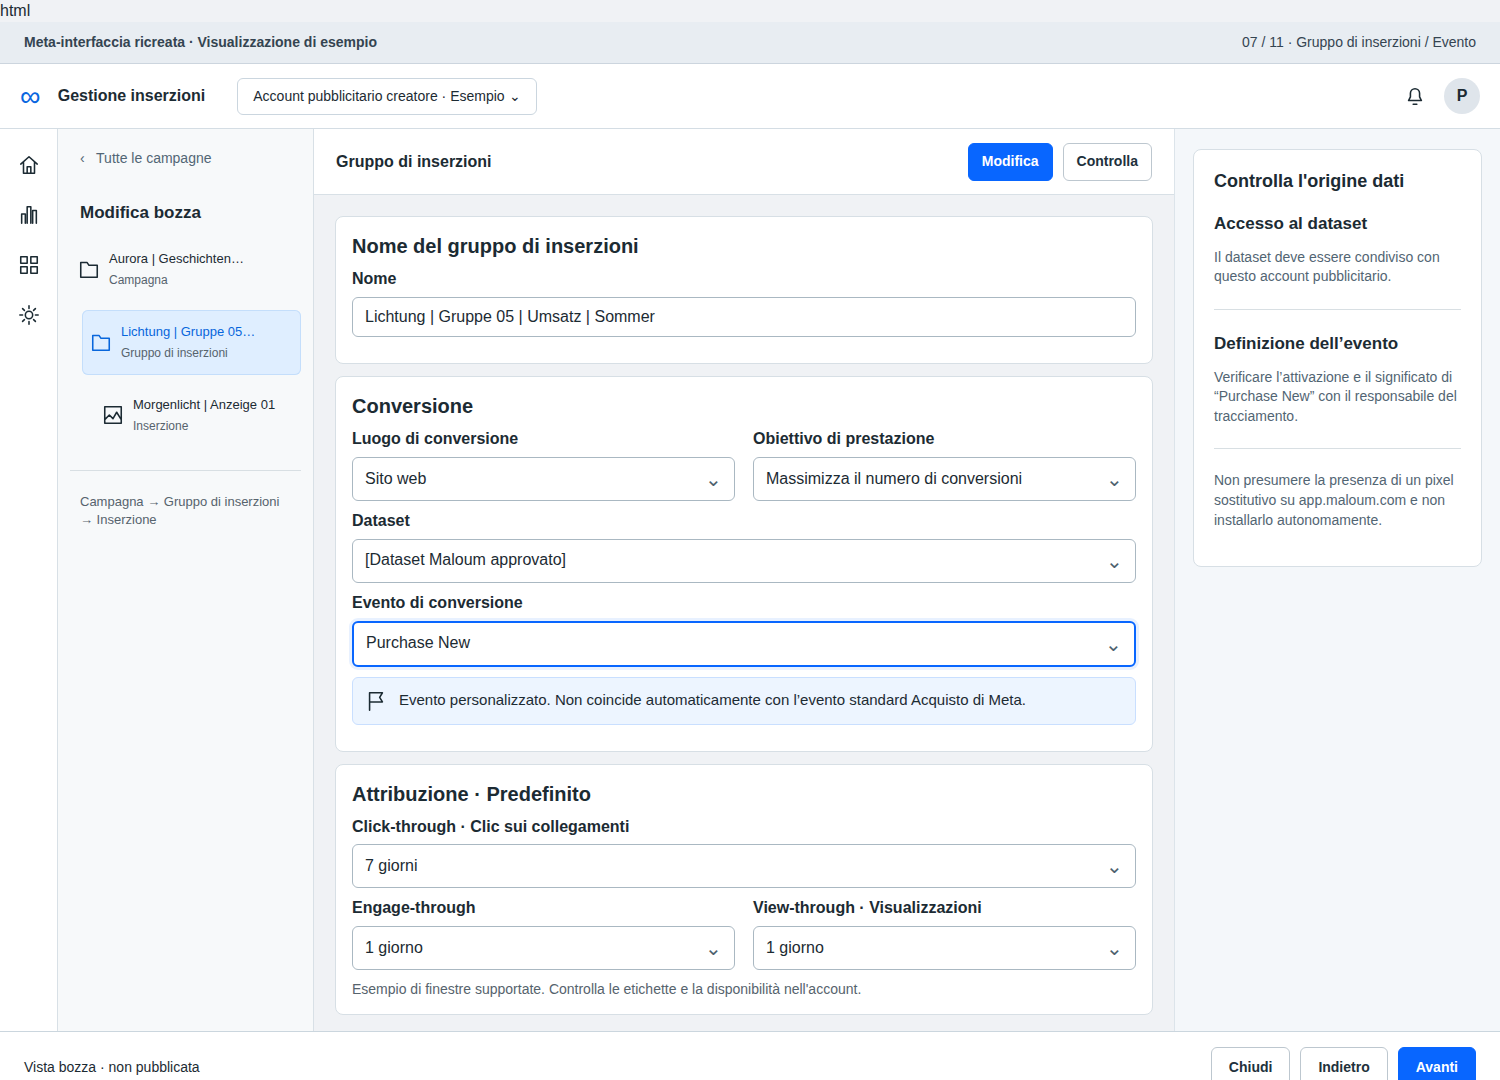 html
Meta-interfaccia ricreata · Visualizzazione di esempio
07 / 11 · Gruppo di inserzioni / Evento
Gestione inserzioni
Account pubblicitario creatore · Esempio
P
‹ Tutte le campagne
Modifica bozza
Aurora | Geschichten…
Campagna
Lichtung | Gruppe 05…
Gruppo di inserzioni
Morgenlicht | Anzeige 01
Inserzione
Campagna → Gruppo di inserzioni
→ Inserzione
Gruppo di inserzioni
Modifica
Controlla
Nome del gruppo di inserzioni
Nome
Lichtung | Gruppe 05 | Umsatz | Sommer
Conversione
Luogo di conversione
Obiettivo di prestazione
Sito web
Massimizza il numero di conversioni
Dataset
[Dataset Maloum approvato]
Evento di conversione
Purchase New
Evento personalizzato. Non coincide automaticamente con l’evento standard Acquisto di Meta.
Attribuzione · Predefinito
Click-through · Clic sui collegamenti
7 giorni
Engage-through
View-through · Visualizzazioni
1 giorno
1 giorno
Esempio di finestre supportate. Controlla le etichette e la disponibilità nell'account.
Controlla l'origine dati
Accesso al dataset
Il dataset deve essere condiviso con
questo account pubblicitario.
Definizione dell’evento
Verificare l’attivazione e il significato di
“Purchase New” con il responsabile del
tracciamento.
Non presumere la presenza di un pixel
sostitutivo su app.maloum.com e non
installarlo autonomamente.
Vista bozza · non pubblicata
Chiudi
Indietro
Avanti